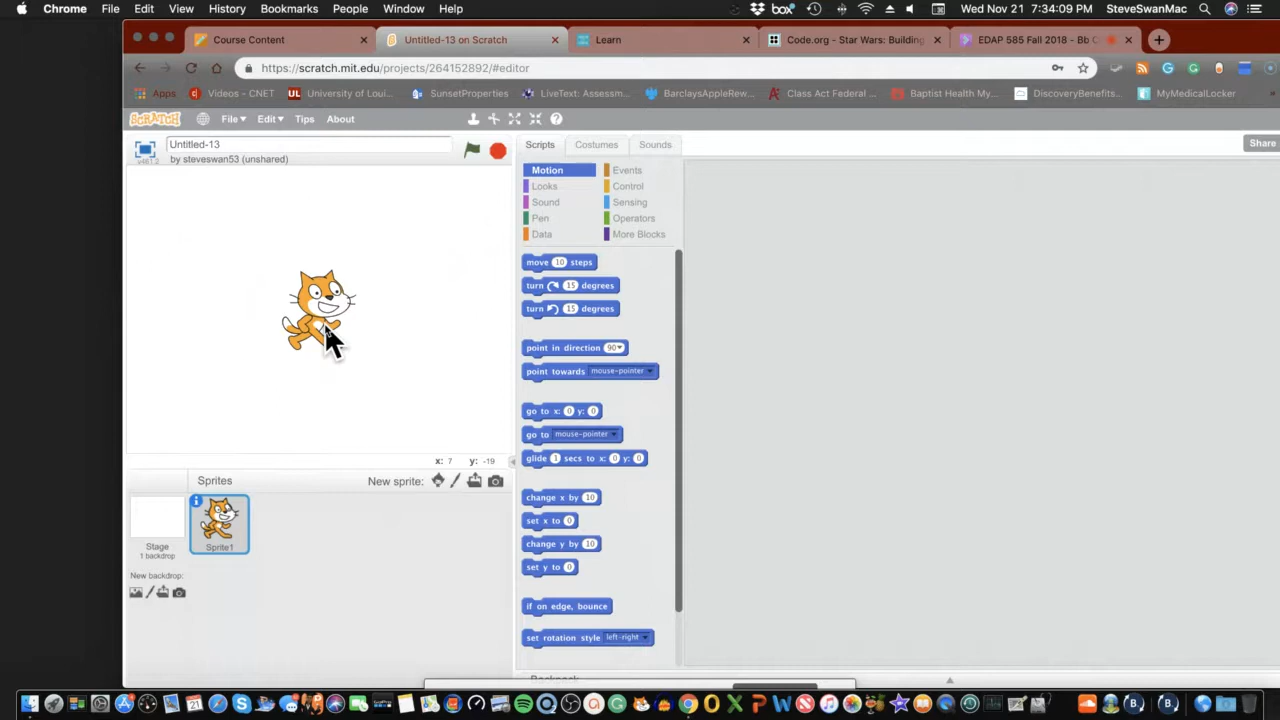 Chrome File Edit View History Bookmarks People Window Help box Wed Nov 21 7:34:09 PM SteveSwanMac
Course Content × Untitled-13 on Scratch × Learn × Code.org - Star Wars: Building × EDAP 585 Fall 2018 - Bb C ×
https://scratch.mit.edu/projects/264152892/#editor
Apps Videos - CNET UL University of Loui... SunsetProperties LiveText: Assessm... BarclaysAppleRew... Class Act Federal ... Baptist Health My... DiscoveryBenefits... MyMedicalLocker
SCRATCH File Edit Tips About
Untitled-13 Scripts Costumes Sounds Share
by steveswan53 (unshared)
v461.2
Motion Events
Looks Control
Sound Sensing
Pen Operators
Data More Blocks
move 10 steps
turn 15 degrees
turn 15 degrees
point in direction 90
point towards mouse-pointer
go to x: 0 y: 0
go to mouse-pointer
glide 1 secs to x: 0 y: 0
x: 7 y: -19
Sprites New sprite:
change x by 10
set x to 0
change y by 10
set y to 0
Stage Sprite1
1 backdrop
New backdrop:
if on edge, bounce
set rotation style left-right